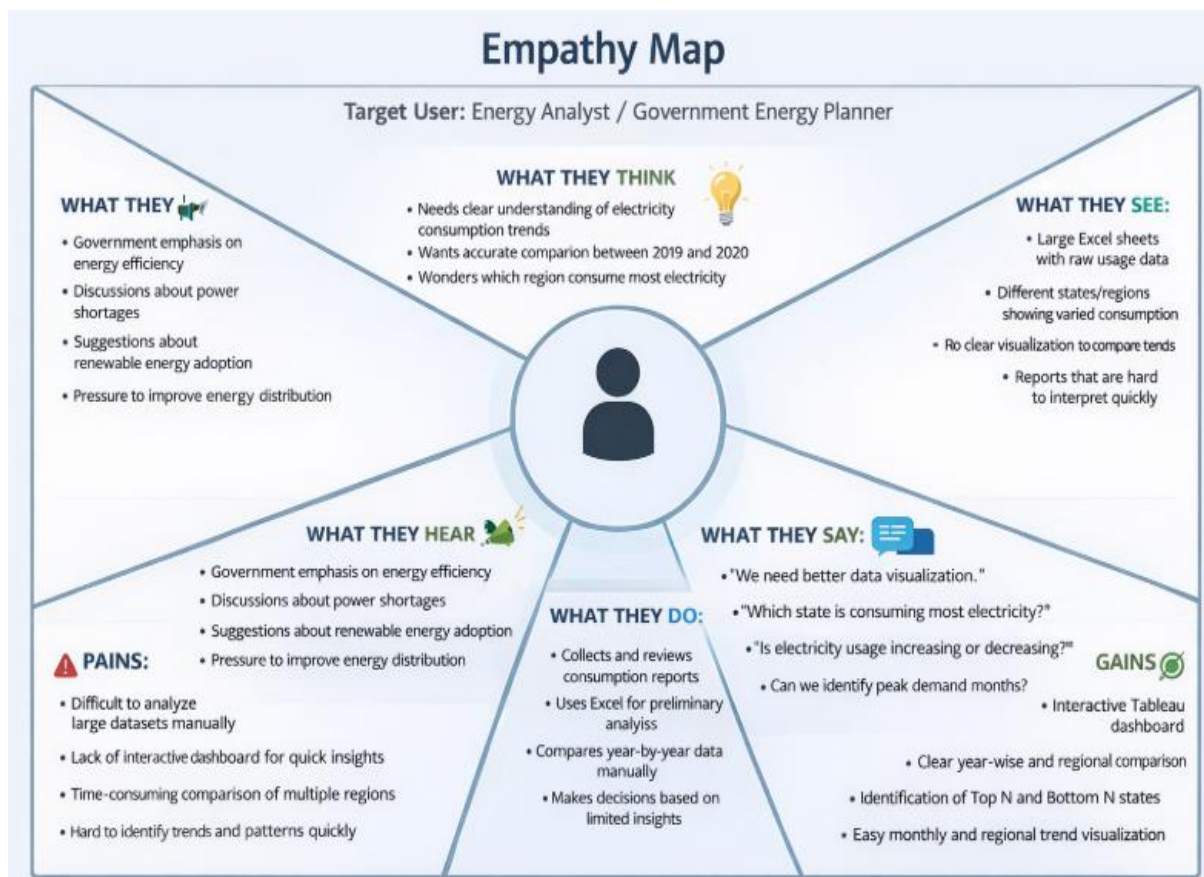 Empathy Map
Target User: Energy Analyst / Government Energy Planner
WHAT THEY THINK
• Needs clear understanding of electricity
consumption trends
• Wants accurate comparion between 2019 and 2020
• Wonders which region consume most electricity
WHAT THEY
• Government emphasis on
energy efficiency
• Discussions about power
shortages
• Suggestions about
renewable energy adoption
• Pressure to improve energy distribution
WHAT THEY SEE:
• Large Excel sheets
with raw usage data
• Different states/regions
showing varied consumption
• Ro clear visualization to compare tends
• Reports that are hard
to interpret quickly
WHAT THEY HEAR
• Government emphasis on energy efficiency
• Discussions about power shortages
• Suggestions about renewable energy adoption
• Pressure to improve energy distribution
WHAT THEY SAY:
• "We need better data visualization."
• "Which state is consuming most electricity?"
• "Is electricity usage increasing or decreasing?""
• Can we identify peak demand months?
WHAT THEY DO:
• Collects and reviews
consumption reports
• Uses Excel for preliminary
analyiss
• Compares year-by-year data
manually
• Makes decisions based on
limited insights
PAINS:
• Difficult to analyze
large datasets manually
• Lack of interactive dashboard for quick insights
• Time-consuming comparison of multiple regions
• Hard to identify trends and patterns quickly
GAINS
• Interactive Tableau
dashboard
• Clear year-wise and regional comparison
• Identification of Top N and Bottom N states
• Easy monthly and regional trend visualization